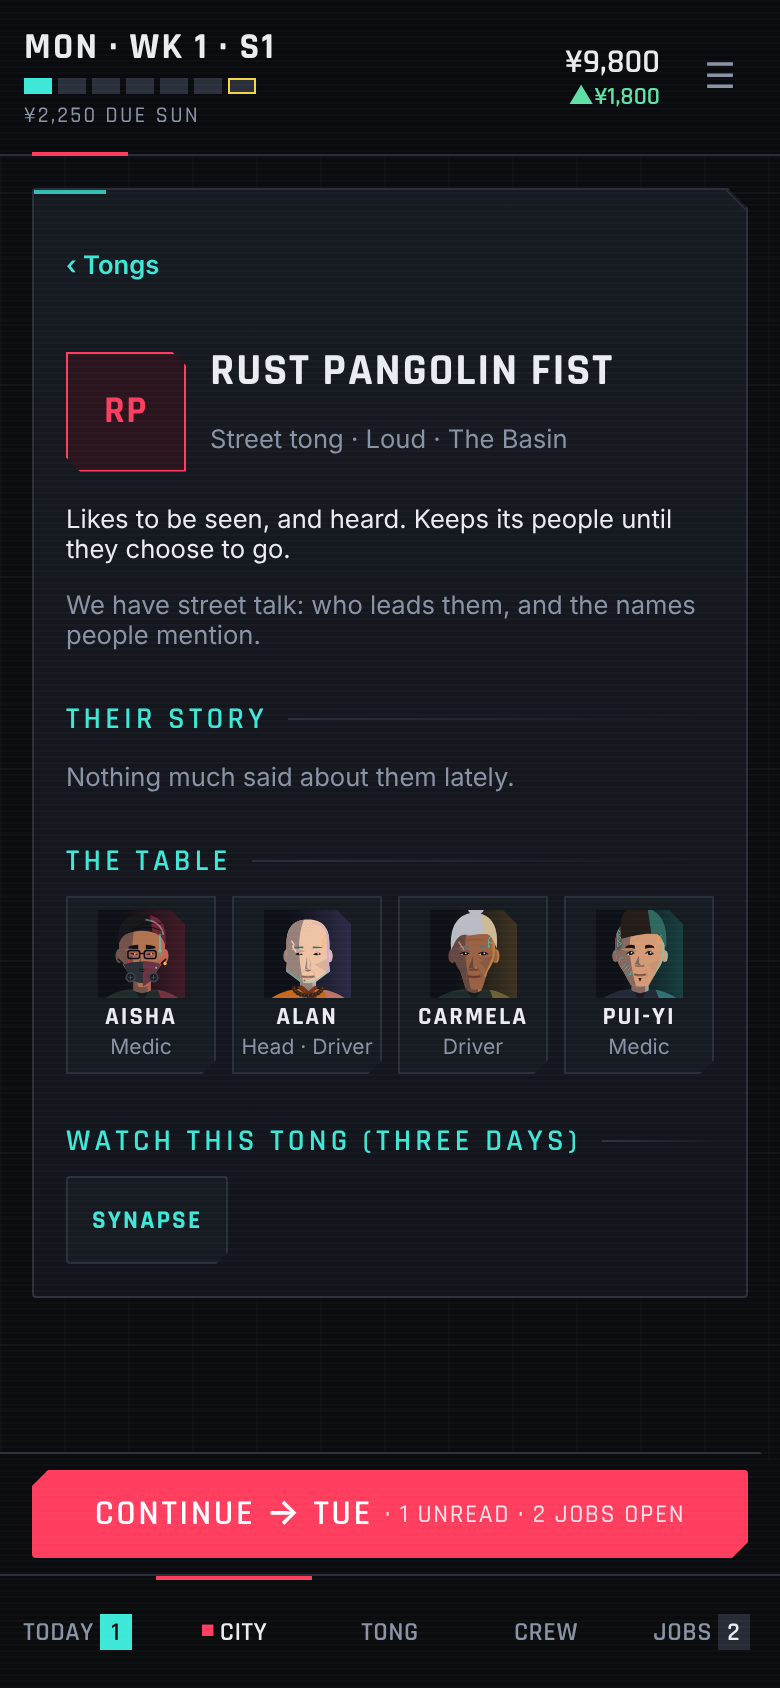 MON · WK 1 · S1
¥2,250 DUE SUN
¥9,800
▲¥1,800
☰
‹ Tongs
RP
RUST PANGOLIN FIST
Street tong · Loud · The Basin
Likes to be seen, and heard. Keeps its people until
they choose to go.
We have street talk: who leads them, and the names
people mention.
THEIR STORY
Nothing much said about them lately.
THE TABLE
AISHA
Medic
ALAN
Head · Driver
CARMELA
Driver
PUI-YI
Medic
WATCH THIS TONG (THREE DAYS)
SYNAPSE
CONTINUE → TUE · 1 UNREAD · 2 JOBS OPEN
TODAY 1
CITY
TONG
CREW
JOBS 2